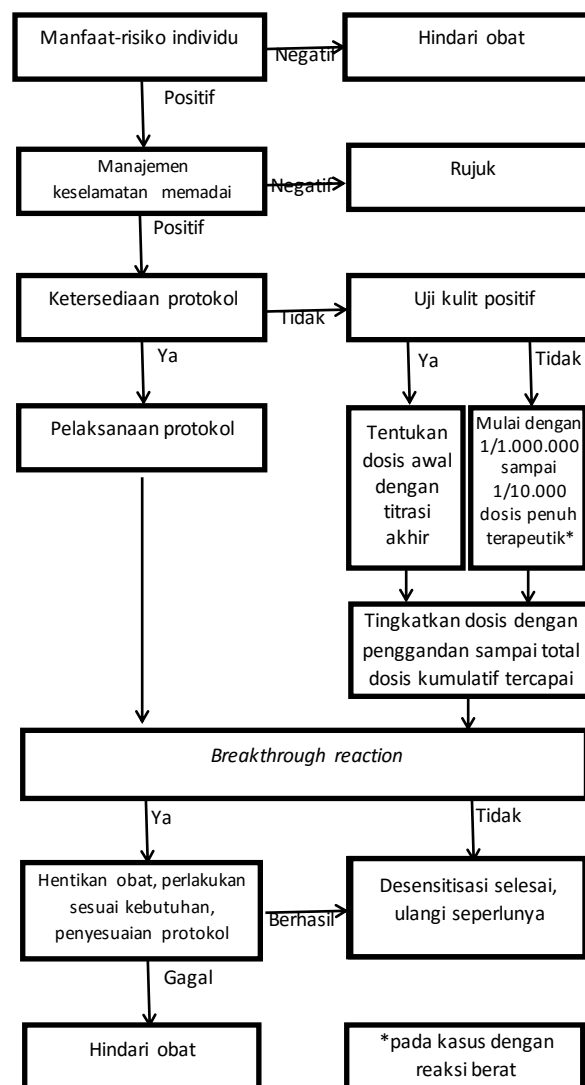 Manfaat-risiko individu
Negatif
Hindari obat
Positif
Manajemen
keselamatan memadai
Negatif
Rujuk
Positif
Ketersediaan protokol
Tidak
Uji kulit positif
Ya
Ya
Tidak
Pelaksanaan protokol
Tentukan
dosis awal
dengan
titrasi
akhir
Mulai dengan
1/1.000.000
sampai
1/10.000
dosis penuh
terapeutik*
Tingkatkan dosis dengan
penggandan sampai total
dosis kumulatif tercapai
Breakthrough reaction
Ya
Tidak
Hentikan obat, perlakukan
sesuai kebutuhan,
penyesuaian protokol
Berhasil
Desensitisasi selesai,
ulangi seperlunya
Gagal
Hindari obat
*pada kasus dengan
reaksi berat